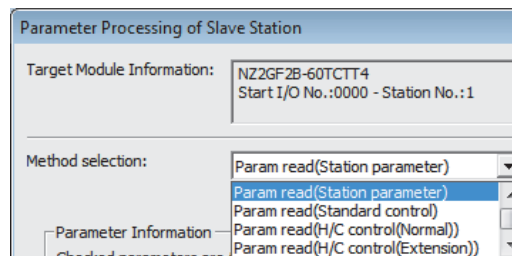 Parameter Processing of Slave Station
Target Module Information:
NZ2GF2B-60TCTT4
Start I/O No.:0000 - Station No.:1
Method selection:
Param read(Station parameter)
Param read(Station parameter)
Param read(Standard control)
Param read(H/C control(Normal))
Parameter Information
Param read(H/C control(Extension))